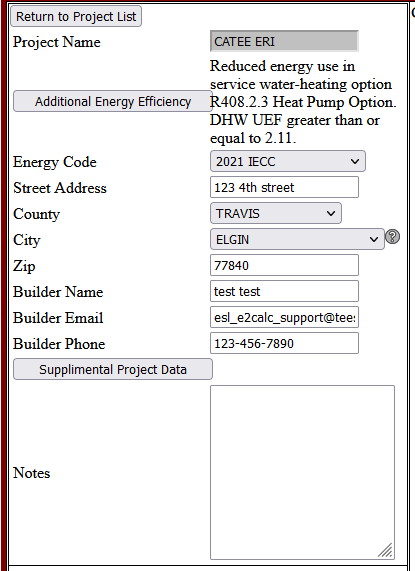 Return to Project List
Project Name CATEE ERI
Additional Energy Efficiency
Reduced energy use in
service water-heating option
R408.2.3 Heat Pump Option.
DHW UEF greater than or
equal to 2.11.
Energy Code 2021 IECC
Street Address 123 4th street
County TRAVIS
City ELGIN ?
Zip 77840
Builder Name test test
Builder Email esl_e2calc_support@tees
Builder Phone 123-456-7890
Supplimental Project Data
Notes